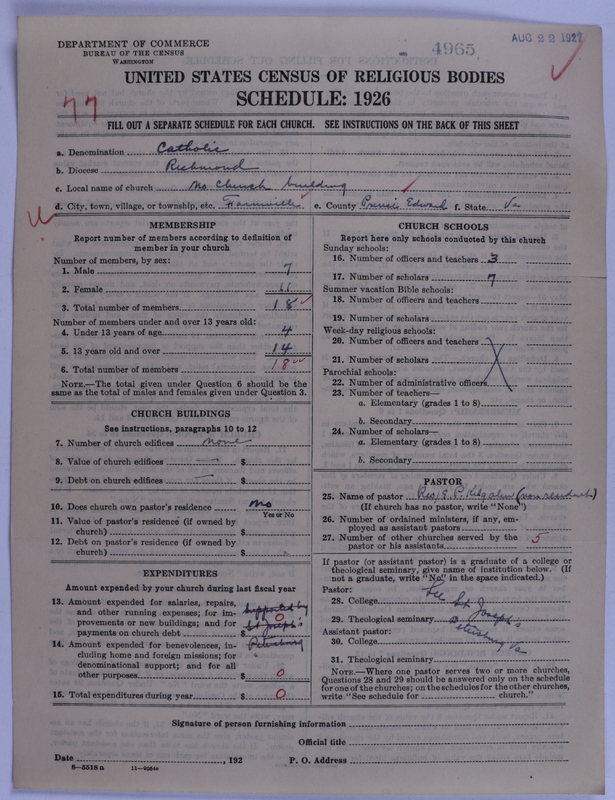 DEPARTMENT OF COMMERCE
BUREAU OF THE CENSUS
WASHINGTON
4965
AUG 22 1927
UNITED STATES CENSUS OF RELIGIOUS BODIES
SCHEDULE: 1926
77
FILL OUT A SEPARATE SCHEDULE FOR EACH CHURCH. SEE INSTRUCTIONS ON THE BACK OF THIS SHEET
a. Denomination Catholic
b. Diocese Richmond
c. Local name of church No Church building
d. City, town, village, or township, etc. Farmville e. County Prince Edward f. State Va
MEMBERSHIP
Report number of members according to definition of member in your church
Number of members, by sex:
1. Male 7
2. Female 11
3. Total number of members 18
Number of members under and over 13 years old:
4. Under 13 years of age 4
5. 13 years old and over 14
6. Total number of members 18
NOTE.—The total given under Question 6 should be the same as the total of males and females given under Question 3.
CHURCH BUILDINGS
See instructions, paragraphs 10 to 12
7. Number of church edifices none
8. Value of church edifices — $
9. Debt on church edifices — $
10. Does church own pastor's residence no
Yes or No
11. Value of pastor's residence (if owned by church) $
12. Debt on pastor's residence (if owned by church) $
EXPENDITURES
Amount expended by your church during last fiscal year
13. Amount expended for salaries, repairs, and other running expenses; for improvements or new buildings; and for payments on church debt $ Supported by St Joseph's Petersburg 0
14. Amount expended for benevolences, including home and foreign missions; for denominational support; and for all other purposes $ 0
15. Total expenditures during year $ 0
CHURCH SCHOOLS
Report here only schools conducted by this church
Sunday schools:
16. Number of officers and teachers 3
17. Number of scholars 7
Summer vacation Bible schools:
18. Number of officers and teachers
19. Number of scholars
Week-day religious schools:
20. Number of officers and teachers
21. Number of scholars
Parochial schools:
22. Number of administrative officers
23. Number of teachers—
a. Elementary (grades 1 to 8)
b. Secondary
24. Number of scholars—
a. Elementary (grades 1 to 8)
b. Secondary
PASTOR
25. Name of pastor Rev. E. P. (non resident)
(If church has no pastor, write "None")
26. Number of ordained ministers, if any, employed as assistant pastors
27. Number of other churches served by the pastor or his assistants 5
If pastor (or assistant pastor) is a graduate of a college or theological seminary, give name of institution below. (If not a graduate, write "No" in the space indicated.)
Pastor:
28. College See St Joseph's
29. Theological seminary Petersburg Va
Assistant pastor:
30. College
31. Theological seminary
NOTE.—Where one pastor serves two or more churches, Questions 28 and 29 should be answered only on the schedule for one of the churches; on the schedules for the other churches, write "See schedule for church."
Signature of person furnishing information
Official title
Date , 192 P. O. Address
8—5518 a 11—9064a